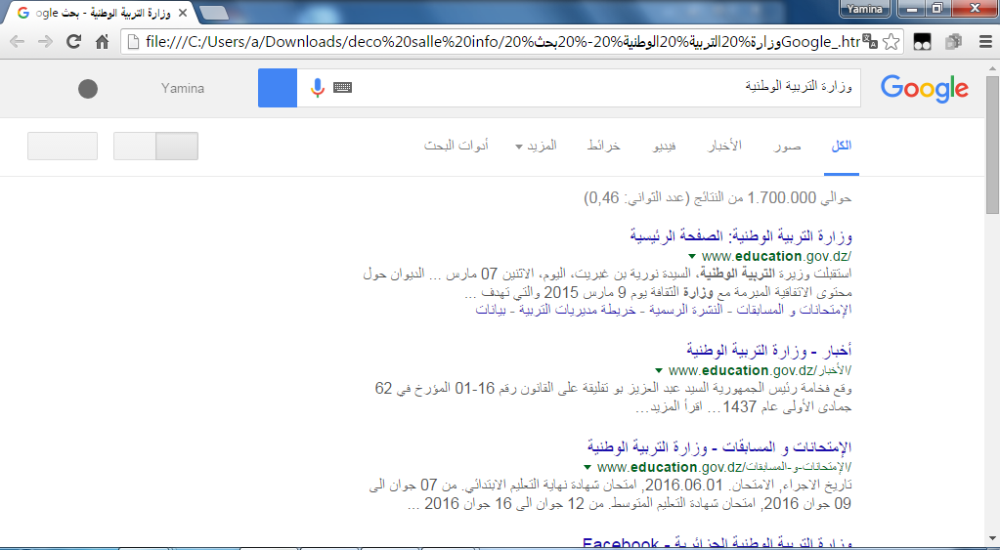 وزارة التربية الوطنية - بحث Google
Yamina
file:///C:/Users/a/Downloads/deco%20salle%20info/وزارة%20التربية%20الوطنية%20-%20بحث%20Google_.htm
Yamina
وزارة التربية الوطنية
Google
الكل صور الأخبار فيديو خرائط المزيد أدوات البحث
حوالي 1.700.000 من النتائج (عدد الثواني: 0,46)
وزارة التربية الوطنية: الصفحة الرئيسية
www.education.gov.dz/
استقبلت وزيرة التربية الوطنية، السيدة نورية بن غبريت، اليوم، الاثنين 07 مارس ... الديوان حول
محتوى الاتفاقية المبرمة مع وزارة الثقافة يوم 9 مارس 2015 والتي تهدف ...
الإمتحانات و المسابقات - النشرة الرسمية - خريطة مديريات التربية - بيانات
أخبار - وزارة التربية الوطنية
www.education.gov.dz/الأخبار/
وقع فخامة رئيس الجمهورية السيد عبد العزيز بو تفليقة على القانون رقم 16-01 المؤرخ في 62
جمادى الأولى عام 1437... اقرأ المزيد...
الإمتحانات و المسابقات - وزارة التربية الوطنية
www.education.gov.dz/الإمتحانات-و-المسابقات/
تاريخ الاجراء, الامتحان. 2016.06.01, امتحان شهادة نهاية التعليم الابتدائي. من 07 جوان الى
09 جوان 2016, امتحان شهادة التعليم المتوسط. من 12 جوان الى 16 جوان 2016 ...
وزارة التربية الوطنية الجزائرية - Facebook